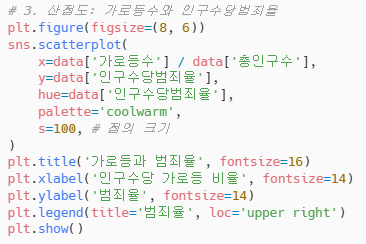 # 3. 산점도: 가로등수와 인구수당범죄율
plt.figure(figsize=(8, 6))
sns.scatterplot(
    x=data['가로등수'] / data['총인구수'],
    y=data['인구수당범죄율'],
    hue=data['인구수당범죄율'],
    palette='coolwarm',
    s=100, # 점의 크기
)
plt.title('가로등과 범죄율', fontsize=16)
plt.xlabel('인구수당 가로등 비율', fontsize=14)
plt.ylabel('범죄율', fontsize=14)
plt.legend(title='범죄율', loc='upper right')
plt.show()